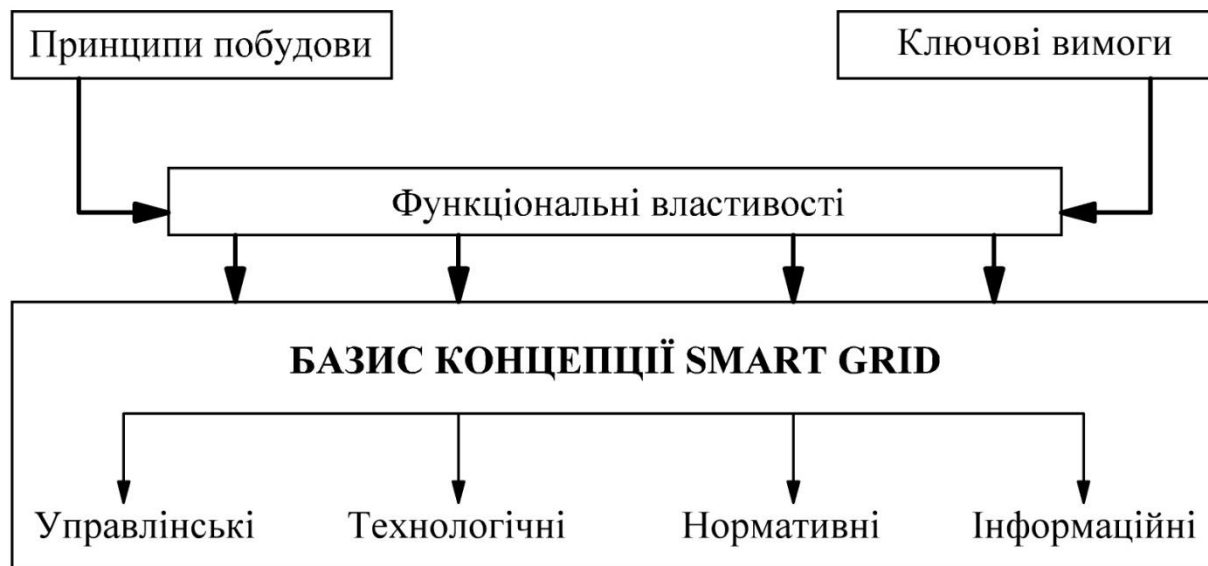 Принципи побудови
Ключові вимоги
Функціональні властивості
БАЗИС КОНЦЕПЦІЇ SMART GRID
Управлінські
Технологічні
Нормативні
Інформаційні